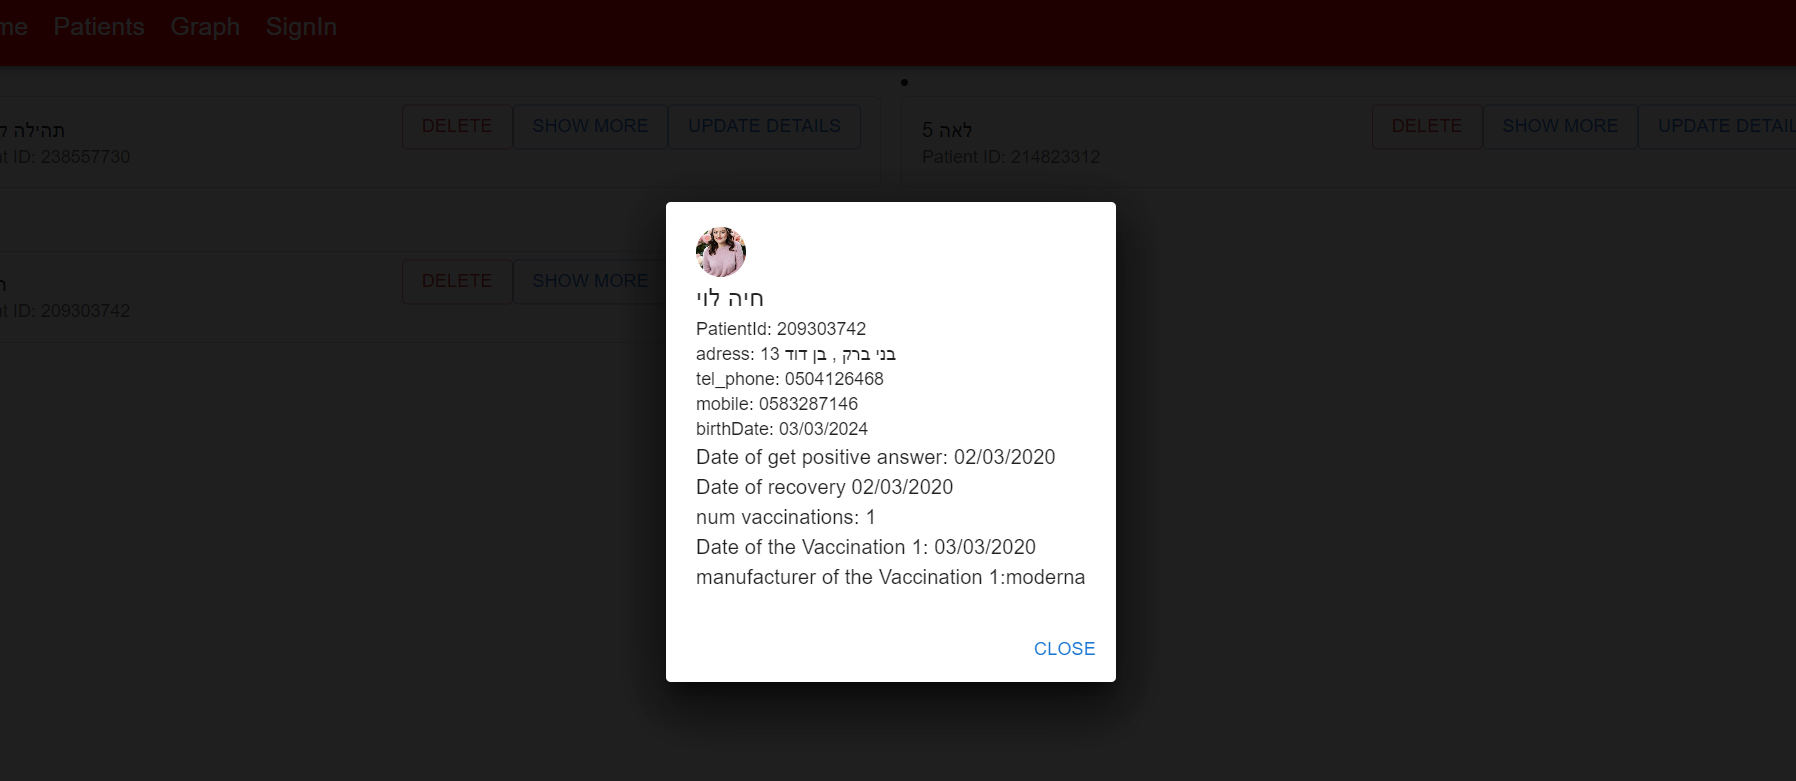 me Patients Graph SignIn
תהילה ק
DELETE SHOW MORE UPDATE DETAILS
t ID: 238557730
לאה 5
DELETE SHOW MORE UPDATE DETAIL
Patient ID: 214823312
DELETE SHOW MORE
t ID: 209303742
חיה לוי
PatientId: 209303742
adress: בני ברק , בן דוד 13
tel_phone: 0504126468
mobile: 0583287146
birthDate: 03/03/2024
Date of get positive answer: 02/03/2020
Date of recovery 02/03/2020
num vaccinations: 1
Date of the Vaccination 1: 03/03/2020
manufacturer of the Vaccination 1:moderna
CLOSE